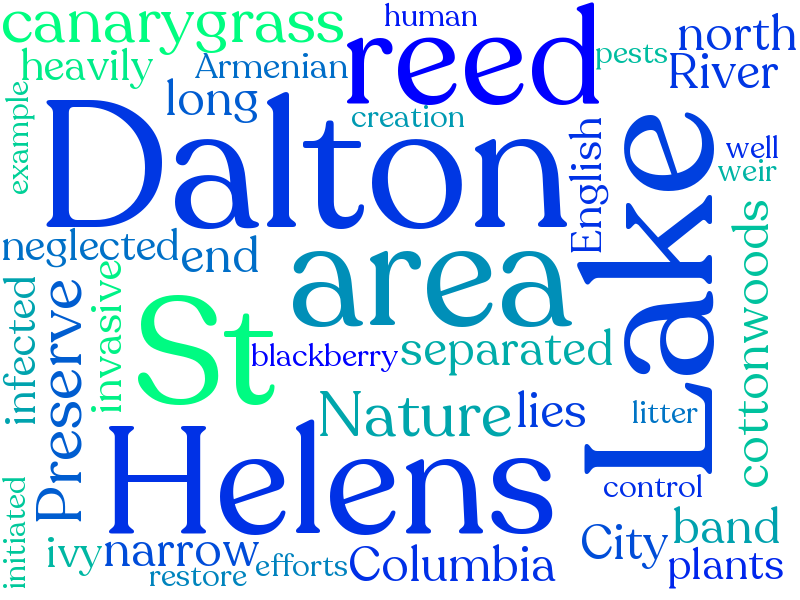 human
canarygrass
reed
north
pests
heavily
Armenian
River
long
example
creation
Dalton
English
Lake
well
weir
neglected
end
area
cottonwoods
infected
Preserve
invasive
St
blackberry
separated
Nature
lies
litter
Helens
control
initiated
ivy
narrow
restore
efforts
Columbia
City
band
plants